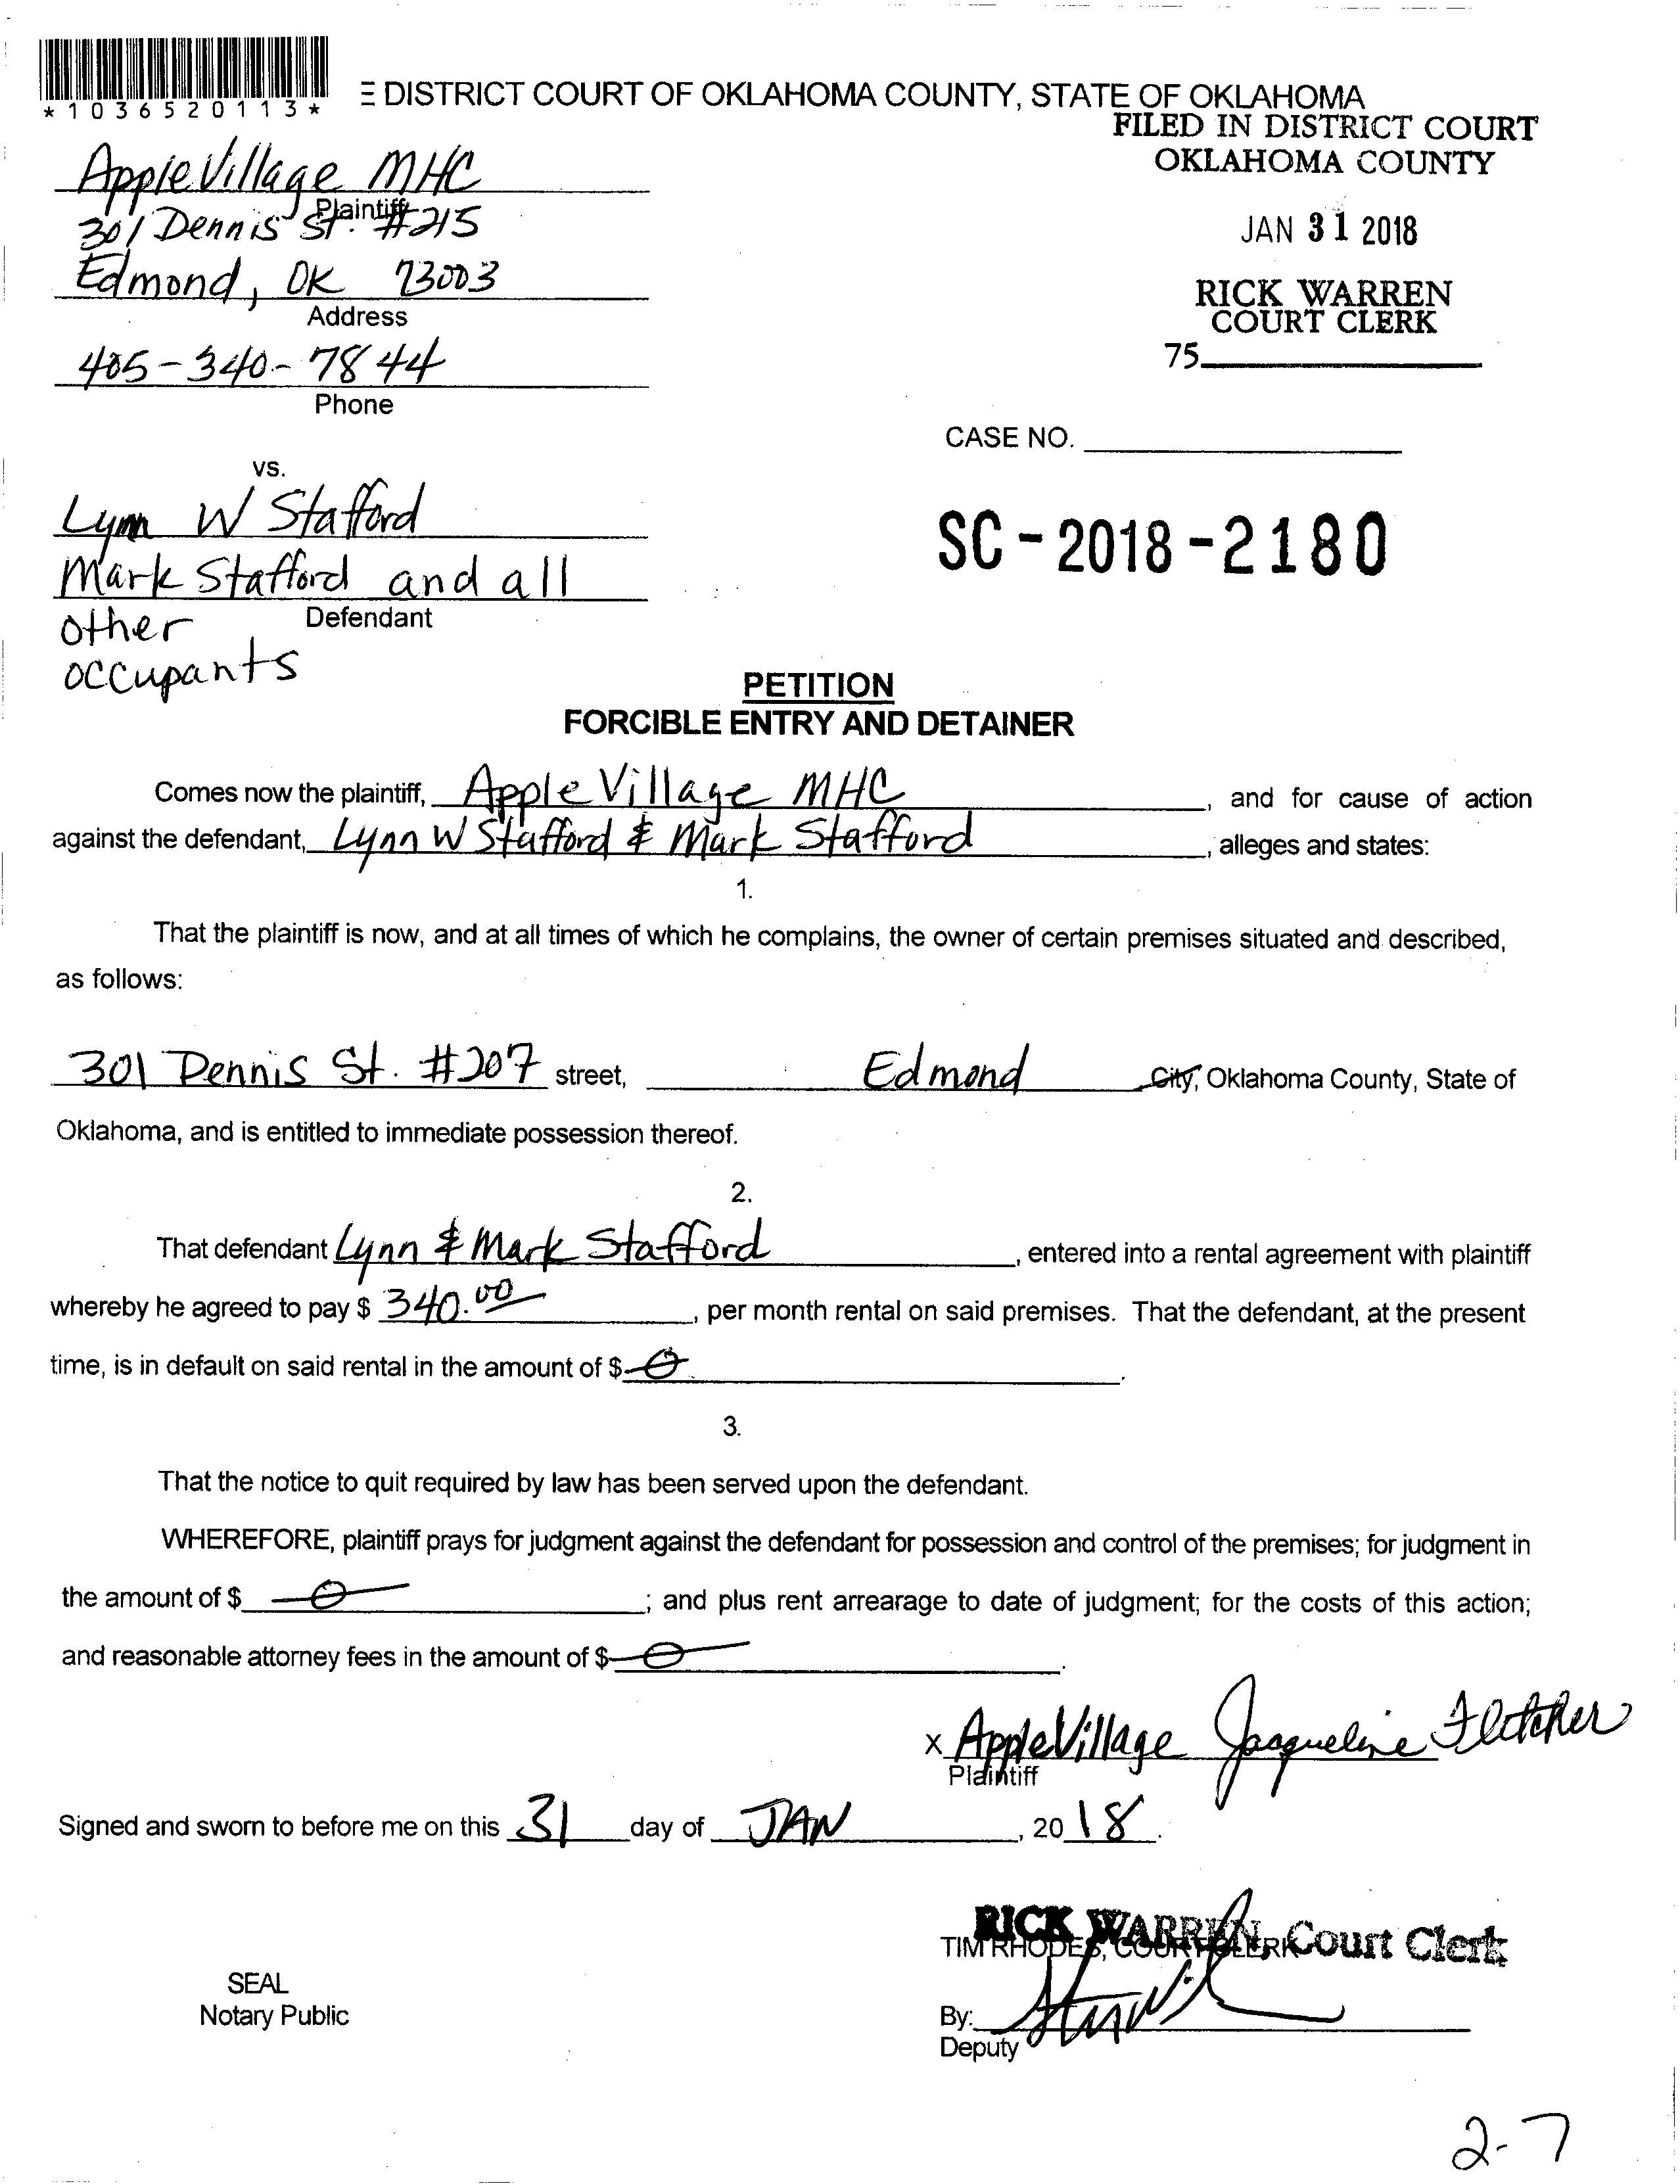 *1036520113*
E DISTRICT COURT OF OKLAHOMA COUNTY, STATE OF OKLAHOMA
FILED IN DISTRICT COURT
OKLAHOMA COUNTY
JAN 31 2018
RICK WARREN
COURT CLERK
75
Apple Village MHC
Plaintiff
301 Dennis St. #215
Edmond, OK 73003
Address
405-340-7844
Phone
CASE NO.
SC-2018-2180
vs.
Lynn W Stafford
Mark Stafford and all
Defendant
other
occupants
PETITION
FORCIBLE ENTRY AND DETAINER
Comes now the plaintiff, Apple Village MHC, and for cause of action
against the defendant, Lynn W Stafford & Mark Stafford, alleges and states:
1.
That the plaintiff is now, and at all times of which he complains, the owner of certain premises situated and described,
as follows:
301 Dennis St. #207 street, Edmond City, Oklahoma County, State of
Oklahoma, and is entitled to immediate possession thereof.
2.
That defendant Lynn & Mark Stafford, entered into a rental agreement with plaintiff
whereby he agreed to pay $ 340.00, per month rental on said premises. That the defendant, at the present
time, is in default on said rental in the amount of $ 0.
3.
That the notice to quit required by law has been served upon the defendant.
WHEREFORE, plaintiff prays for judgment against the defendant for possession and control of the premises; for judgment in
the amount of $ 0; and plus rent arrearage to date of judgment; for the costs of this action;
and reasonable attorney fees in the amount of $ 0.
x Apple Village Jacqueline Fletcher
Plaintiff
Signed and sworn to before me on this 31 day of JAN, 2018.
RICK WARREN, Court Clerk
TIM RHODES, COURT CLERK
SEAL
Notary Public
By:
Deputy
2-7